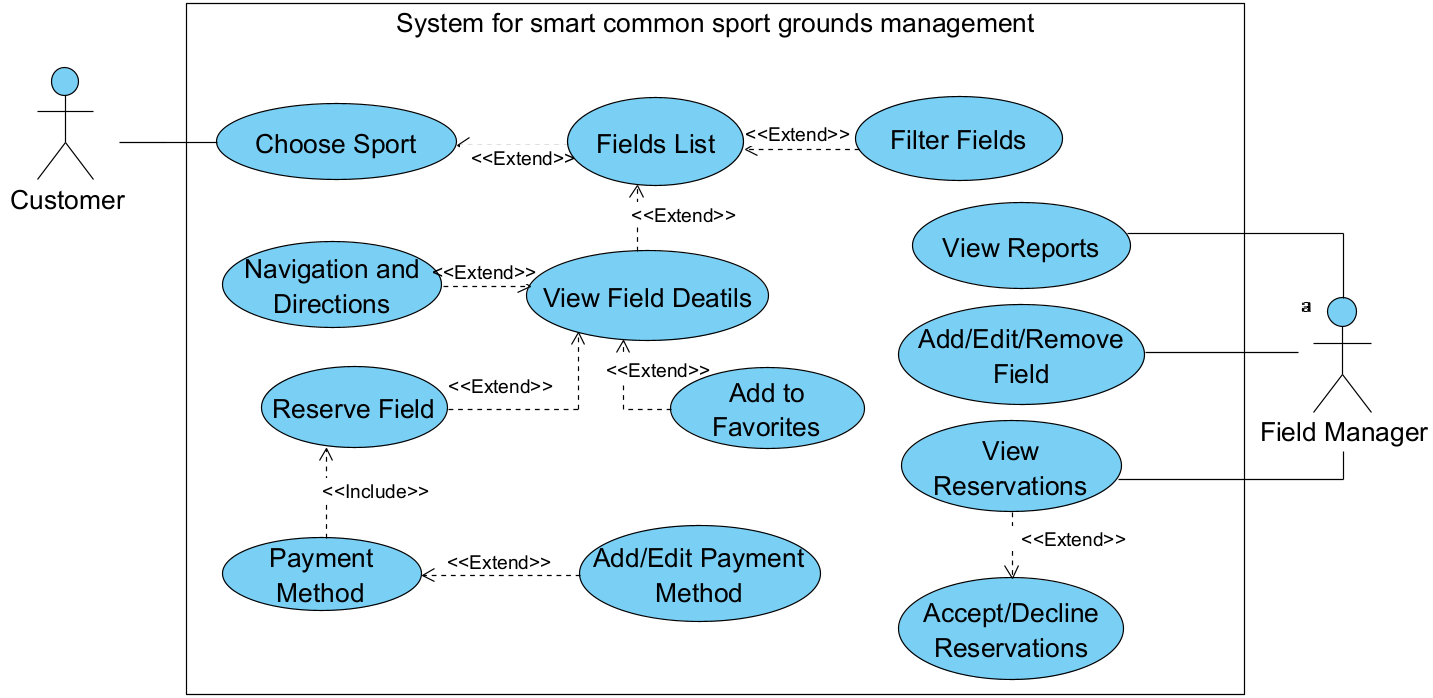 System for smart common sport grounds management
Customer
Choose Sport
<<Extend>>
Fields List
<<Extend>>
Filter Fields
<<Extend>>
View Reports
Navigation and
Directions
<<Extend>>
View Field Deatils
Add/Edit/Remove
Field
Field Manager
Reserve Field
<<Extend>>
<<Extend>>
Add to
Favorites
View
Reservations
<<Include>>
<<Extend>>
Payment
Method
<<Extend>>
Add/Edit Payment
Method
Accept/Decline
Reservations